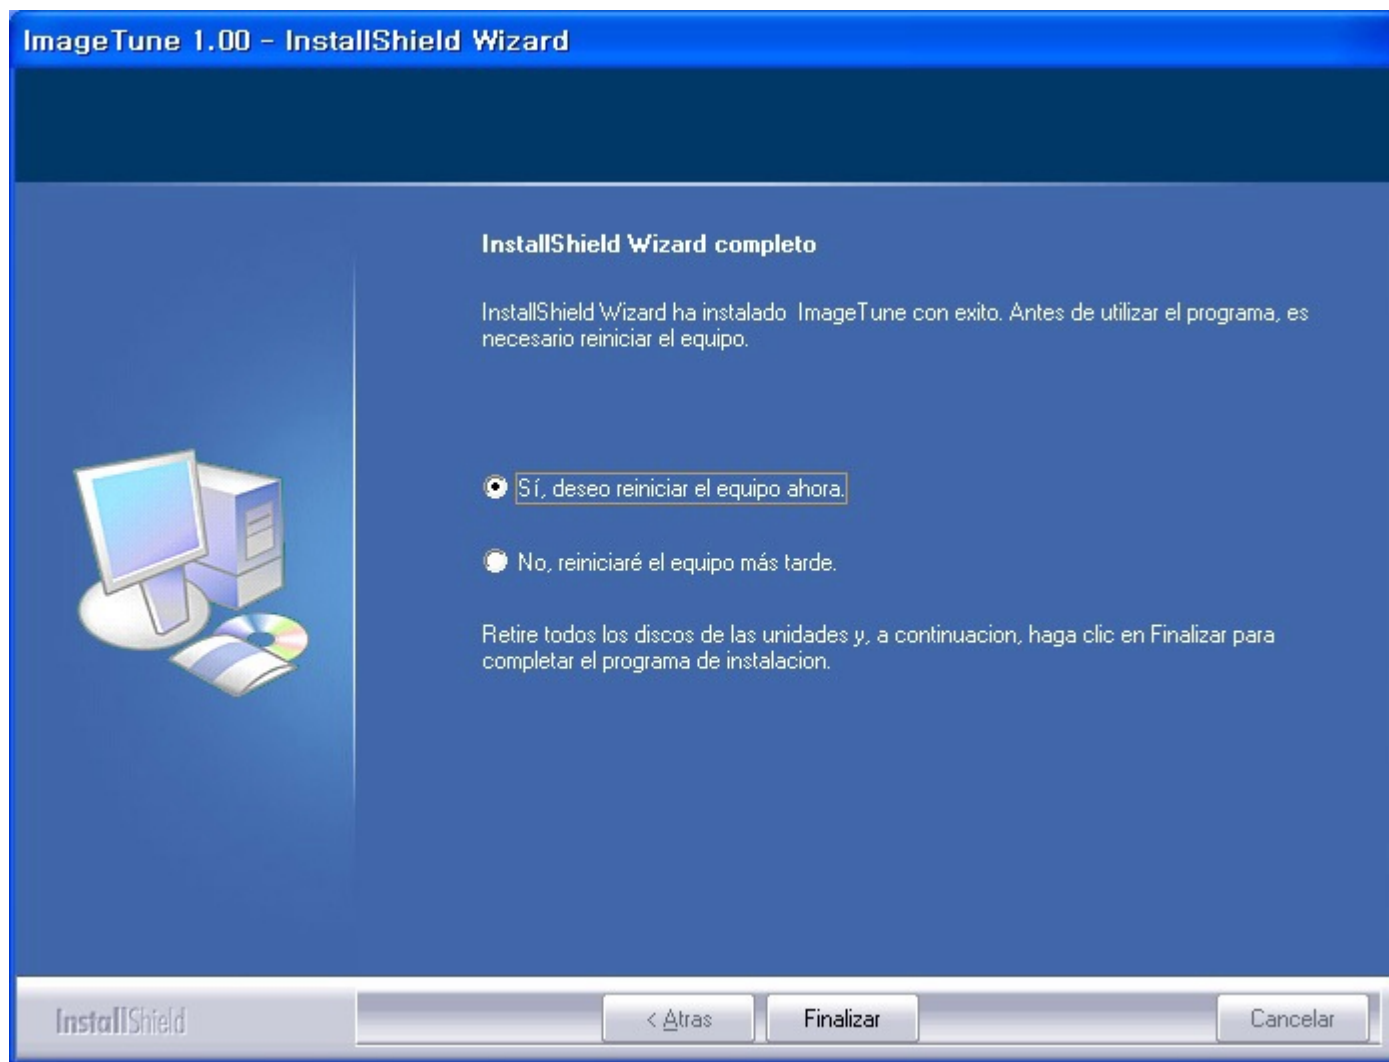 ImageTune 1.00 - InstallShield Wizard
InstallShield Wizard completo
InstallShield Wizard ha instalado ImageTune con exito. Antes de utilizar el programa, es
necesario reiniciar el equipo.
Sí, deseo reiniciar el equipo ahora.
No, reiniciaré el equipo más tarde.
Retire todos los discos de las unidades y, a continuacion, haga clic en Finalizar para
completar el programa de instalacion.
InstallShield
< Atras
Finalizar
Cancelar